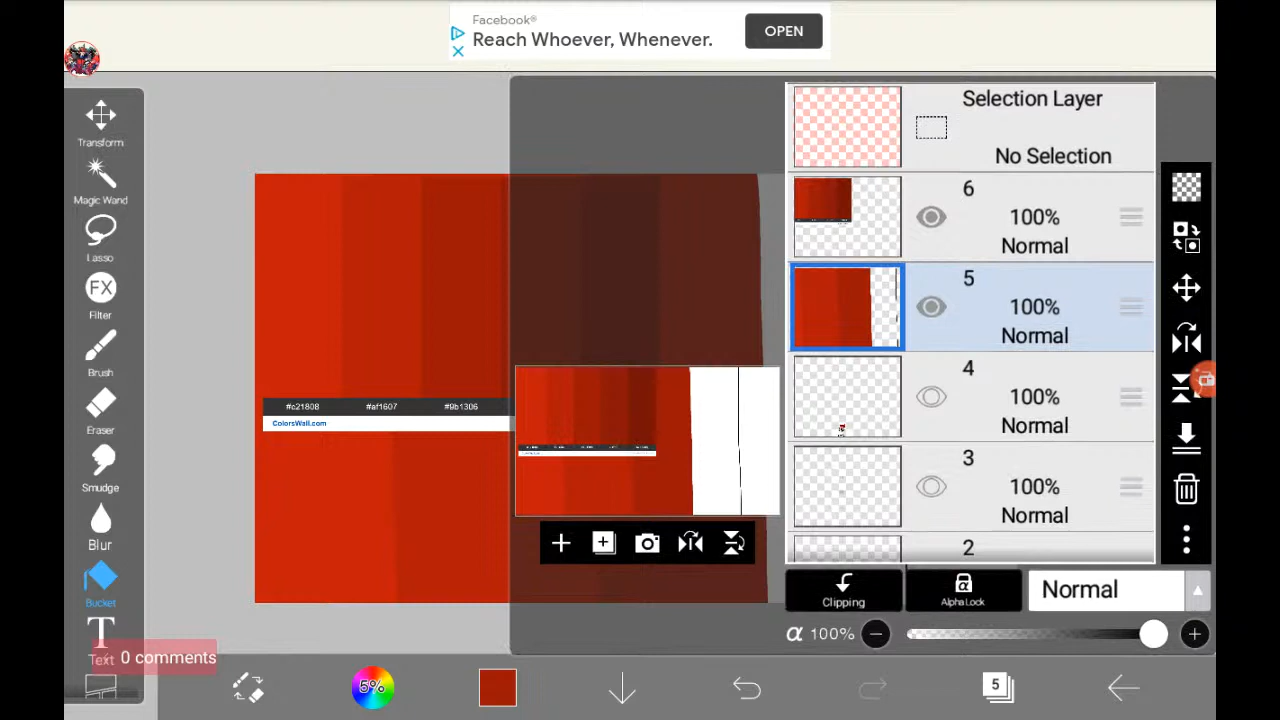 Facebook®
Reach Whoever, Whenever.
OPEN
Transform
Magic Wand
Lasso
FX
Filter
Brush
Eraser
Smudge
Blur
Bucket
T
Text
0 comments
#c21808 #af1607 #9b1306
ColorsWall.com
Selection Layer
No Selection
6
100%
Normal
5
100%
Normal
4
100%
Normal
3
100%
Normal
2
Clipping
α
AlphaLock
Normal
α 100%
5%
5